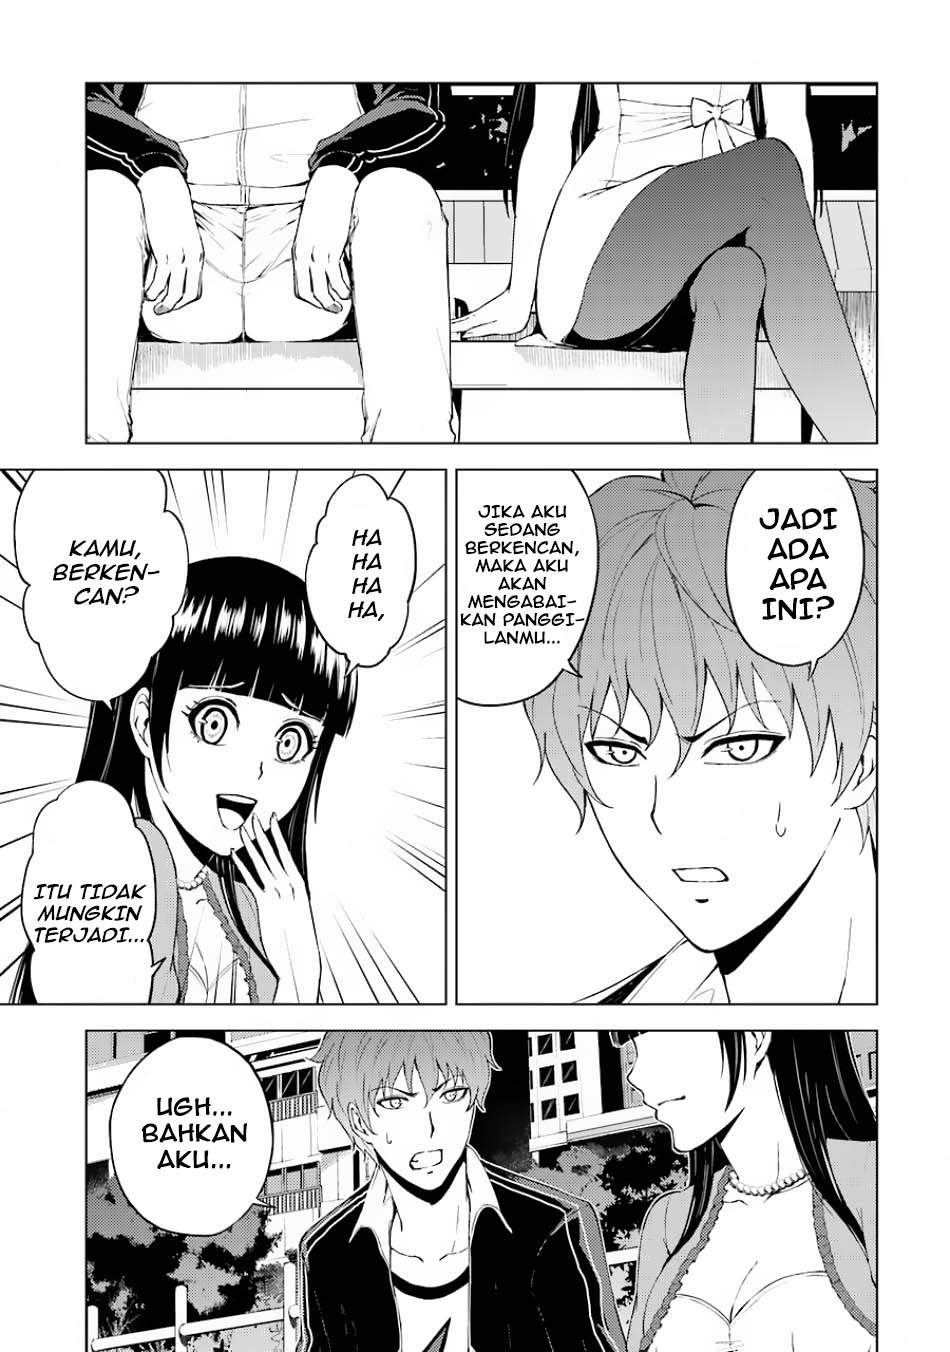 JADI
ADA
APA
INI?
JIKA AKU
SEDANG
BERKENCAN,
MAKA AKU
AKAN
MENGABAI-
KAN PANGGI-
LANMU...
HA
HA
HA
HA,
KAMU,
BERKEN-
CAN?
ITU TIDAK
MUNGKIN
TERJADI...
UGH...
BAHKAN
AKU...